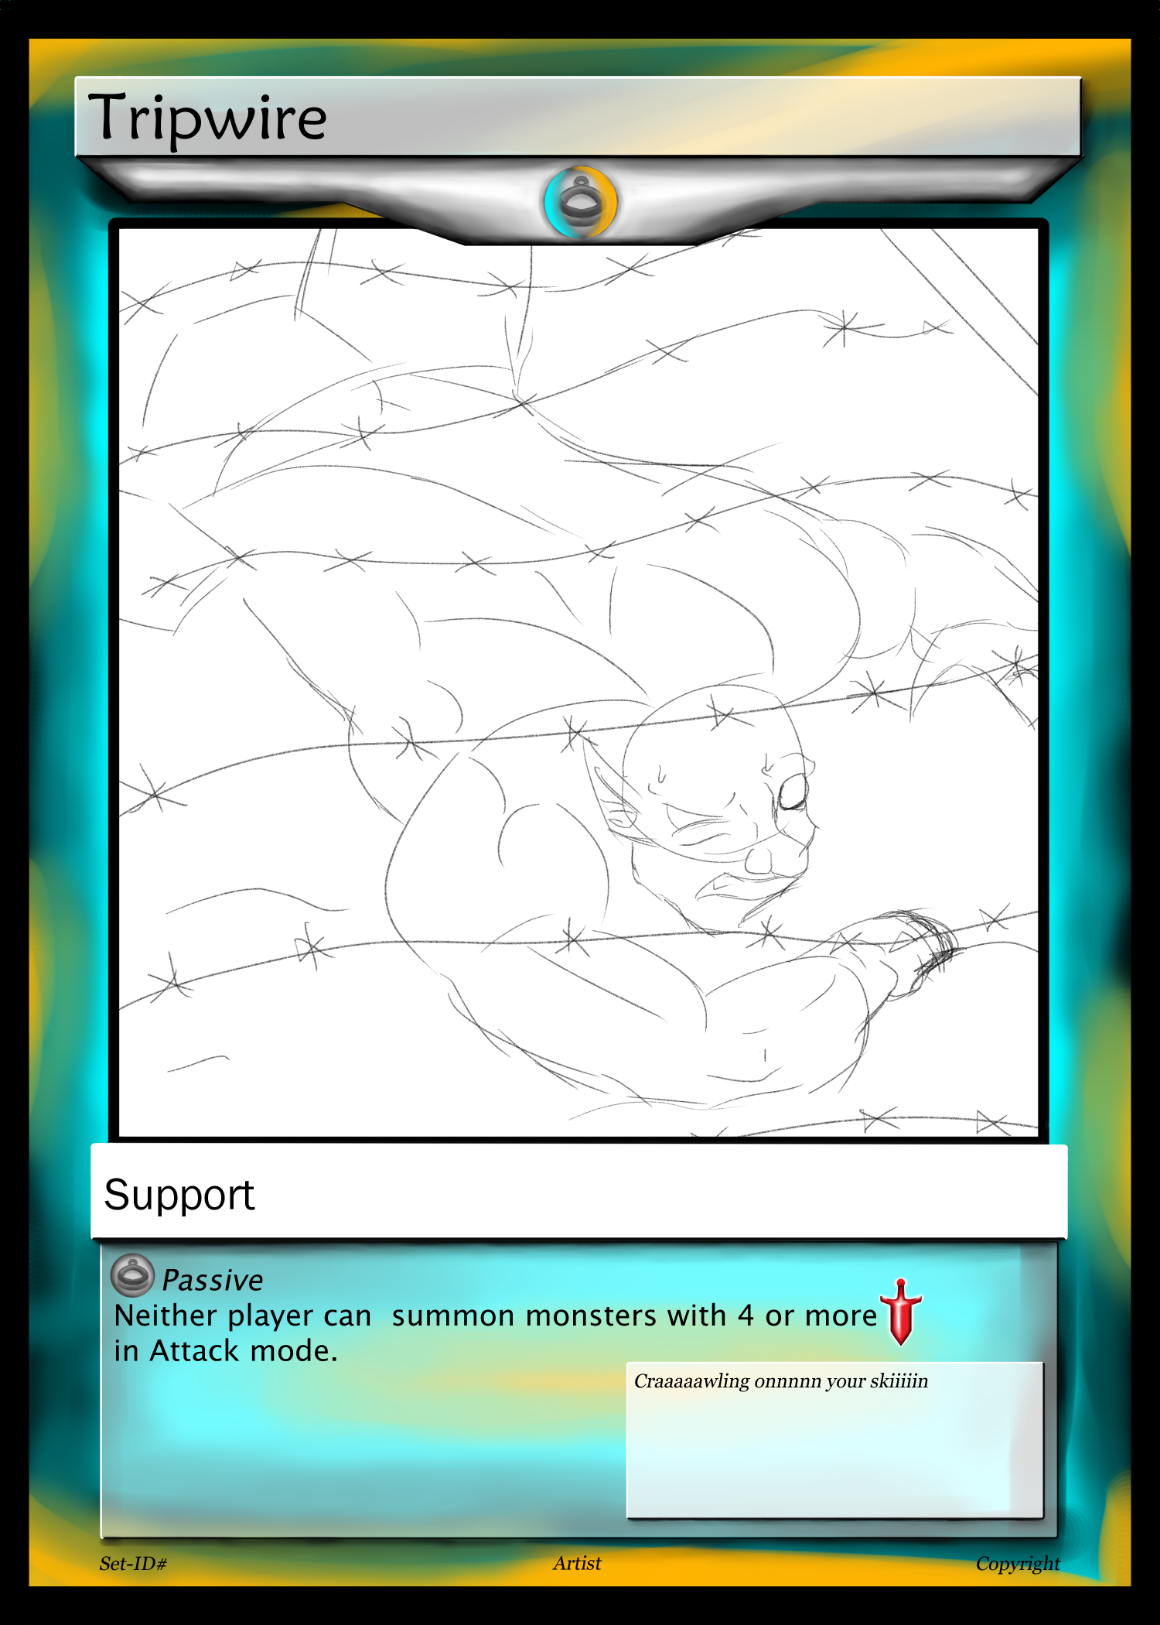 Tripwire
Support
Passive
Neither player can  summon monsters with 4 or more
in Attack mode.
Craaaaawling onnnnn your skiiiiin
Set-ID#
Artist
Copyright